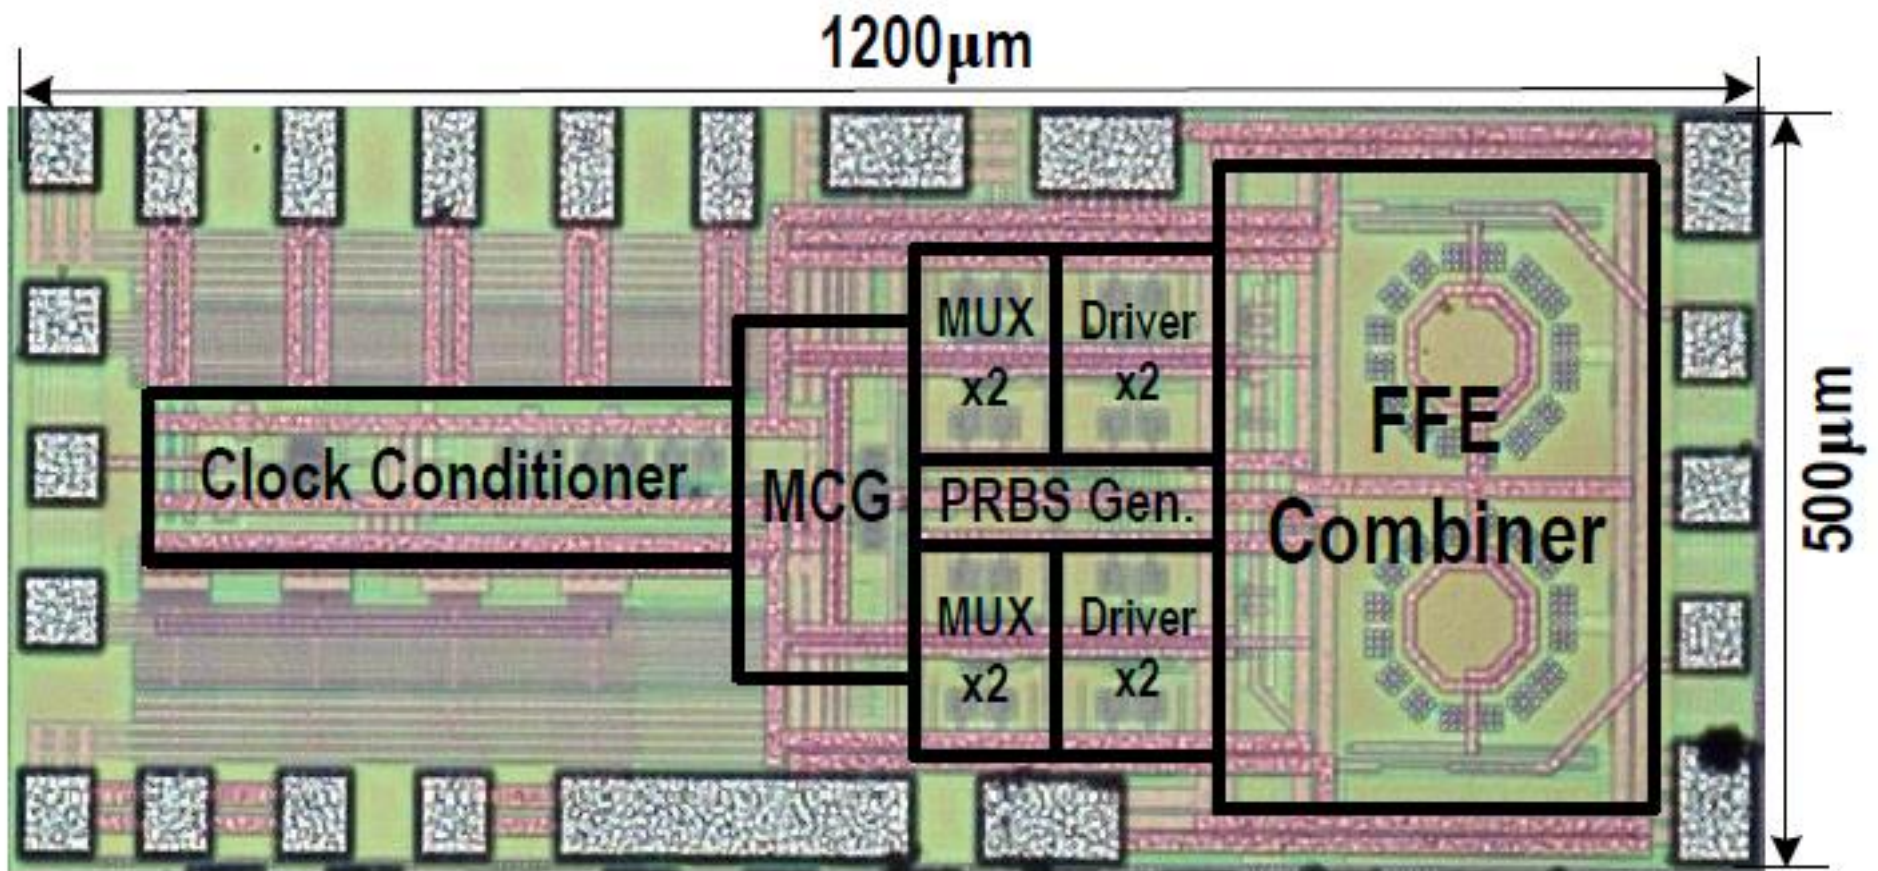 1200μm
MUX
x2
Driver
x2
FFE
Combiner
Clock Conditioner
MCG
PRBS Gen.
MUX
x2
Driver
x2
500μm